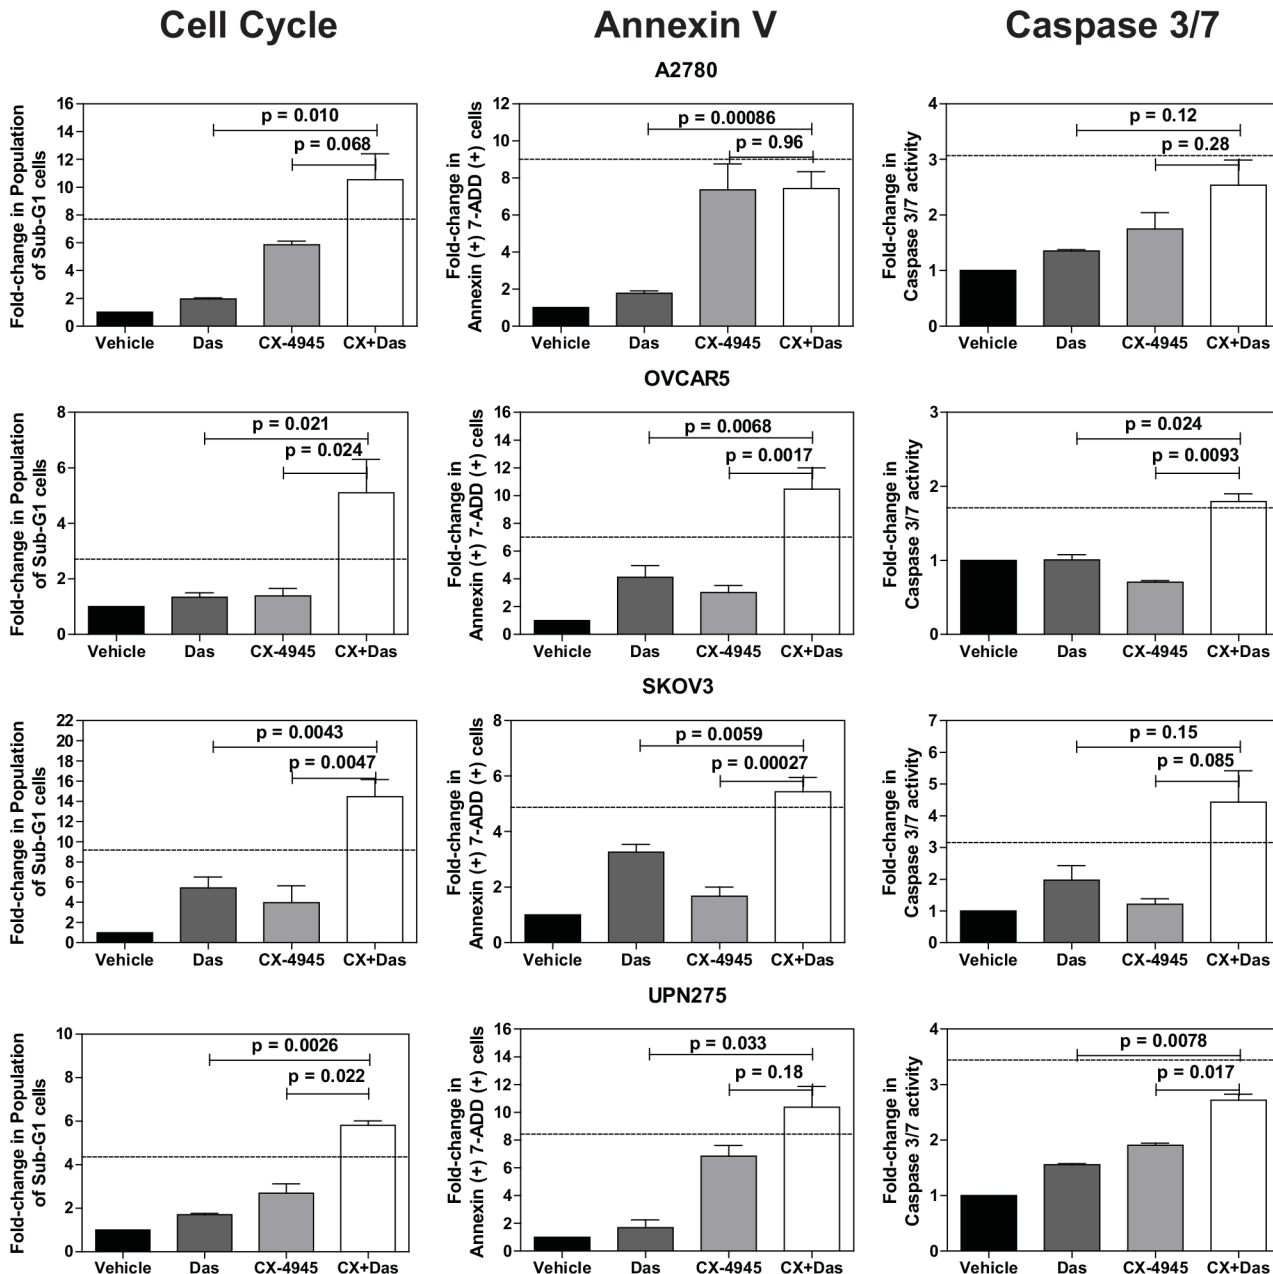 Cell Cycle
Annexin V
Caspase 3/7
A2780
Fold-change in Population
of Sub-G1 cells
16
14
12
10
8
6
4
2
0
p = 0.010
p = 0.068
Vehicle Das CX-4945 CX+Das
Fold-change in
Annexin (+) 7-ADD (+) cells
12
10
8
6
4
2
0
p = 0.00086
p = 0.96
Vehicle Das CX-4945 CX+Das
Fold-change in
Caspase 3/7 activity
4
3
2
1
0
p = 0.12
p = 0.28
Vehicle Das CX-4945 CX+Das
OVCAR5
Fold-change in Population
of Sub-G1 cells
8
6
4
2
0
p = 0.021
p = 0.024
Vehicle Das CX-4945 CX+Das
Fold-change in
Annexin (+) 7-ADD (+) cells
16
14
12
10
8
6
4
2
0
p = 0.0068
p = 0.0017
Vehicle Das CX-4945 CX+Das
Fold-change in
Caspase 3/7 activity
3
2
1
0
p = 0.024
p = 0.0093
Vehicle Das CX-4945 CX+Das
SKOV3
Fold-change in Population
of Sub-G1 cells
22
20
18
16
14
12
10
8
6
4
2
0
p = 0.0043
p = 0.0047
Vehicle Das CX-4945 CX+Das
Fold-change in
Annexin (+) 7-ADD (+) cells
8
6
4
2
0
p = 0.0059
p = 0.00027
Vehicle Das CX-4945 CX+Das
Fold-change in
Caspase 3/7 activity
7
6
5
4
3
2
1
0
p = 0.15
p = 0.085
Vehicle Das CX-4945 CX+Das
UPN275
Fold-change in Population
of Sub-G1 cells
10
8
6
4
2
0
p = 0.0026
p = 0.022
Vehicle Das CX-4945 CX+Das
Fold-change in
Annexin (+) 7-ADD (+) cells
16
14
12
10
8
6
4
2
0
p = 0.033
p = 0.18
Vehicle Das CX-4945 CX+Das
Fold-change in
Caspase 3/7 activity
4
3
2
1
0
p = 0.0078
p = 0.017
Vehicle Das CX-4945 CX+Das